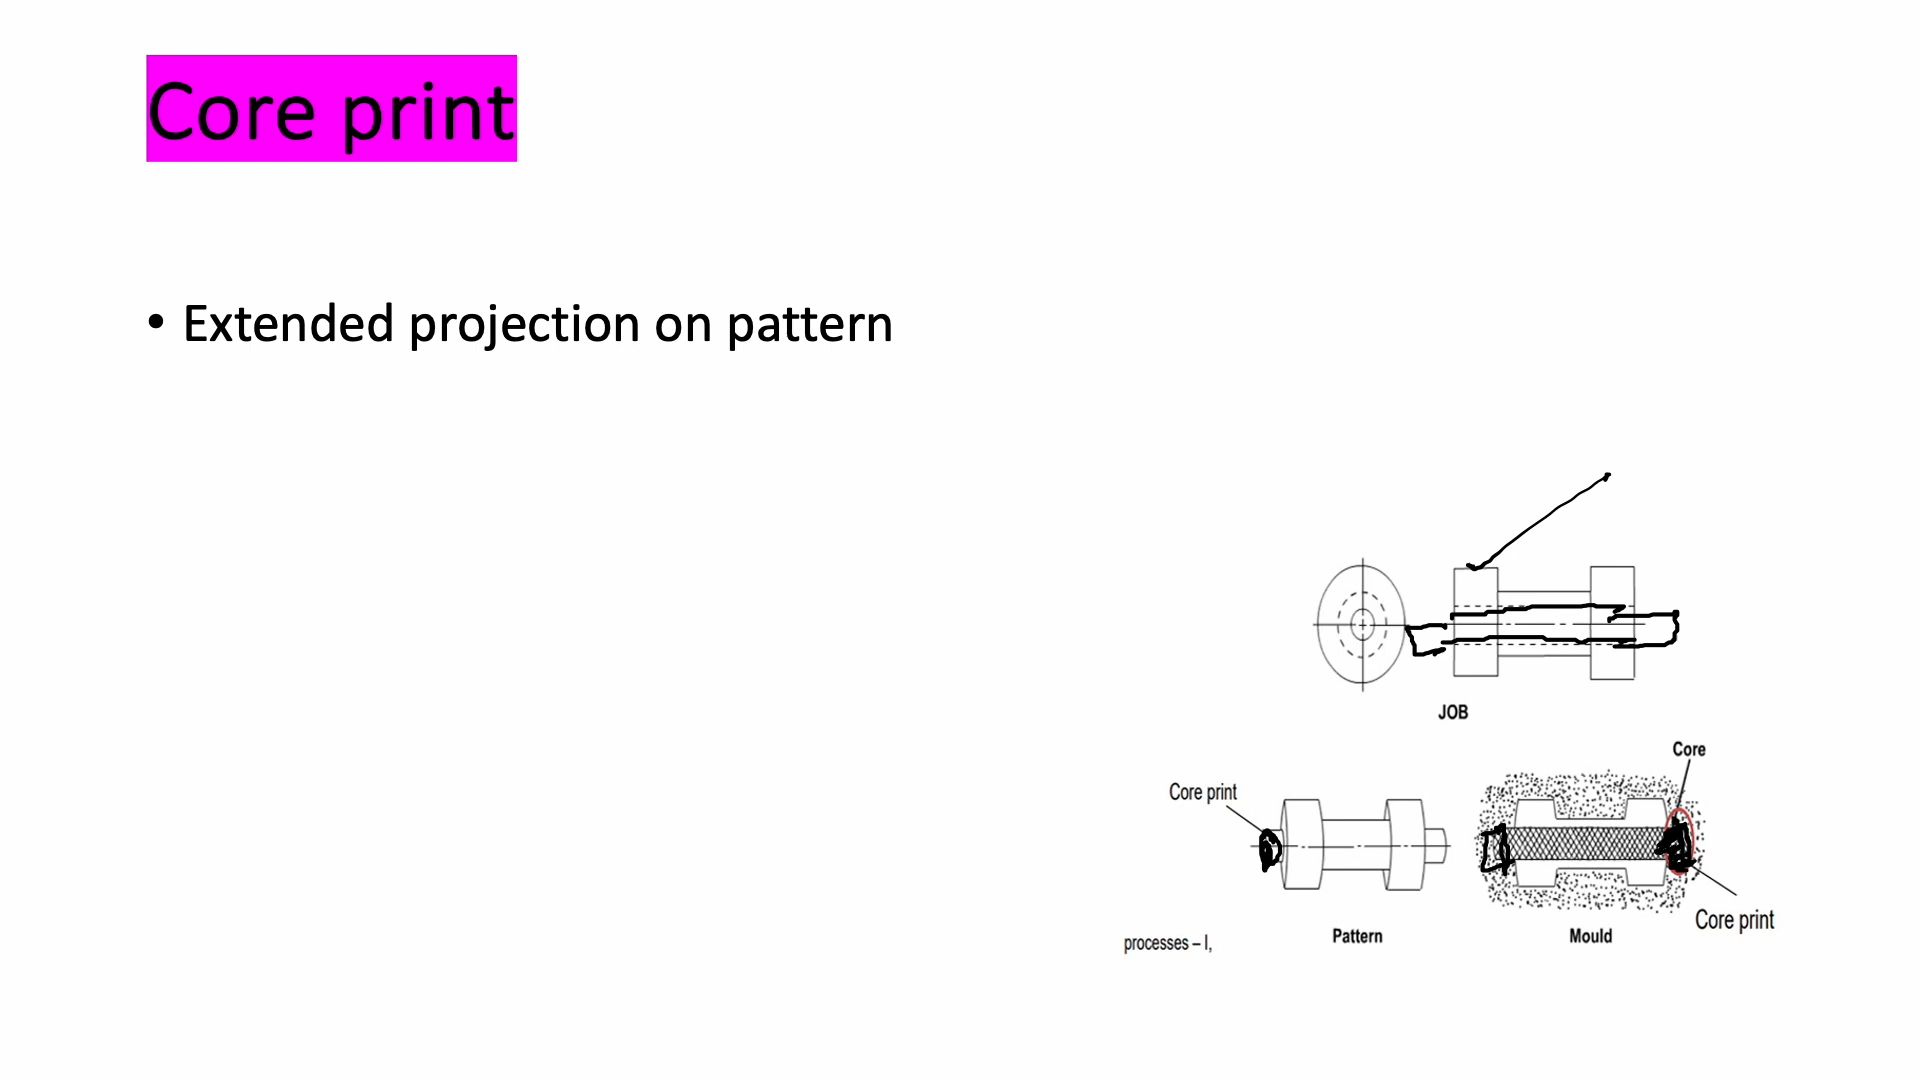 Core print
• Extended projection on pattern
JOB
Core
Core print
Core print
Pattern
Mould
processes – I,